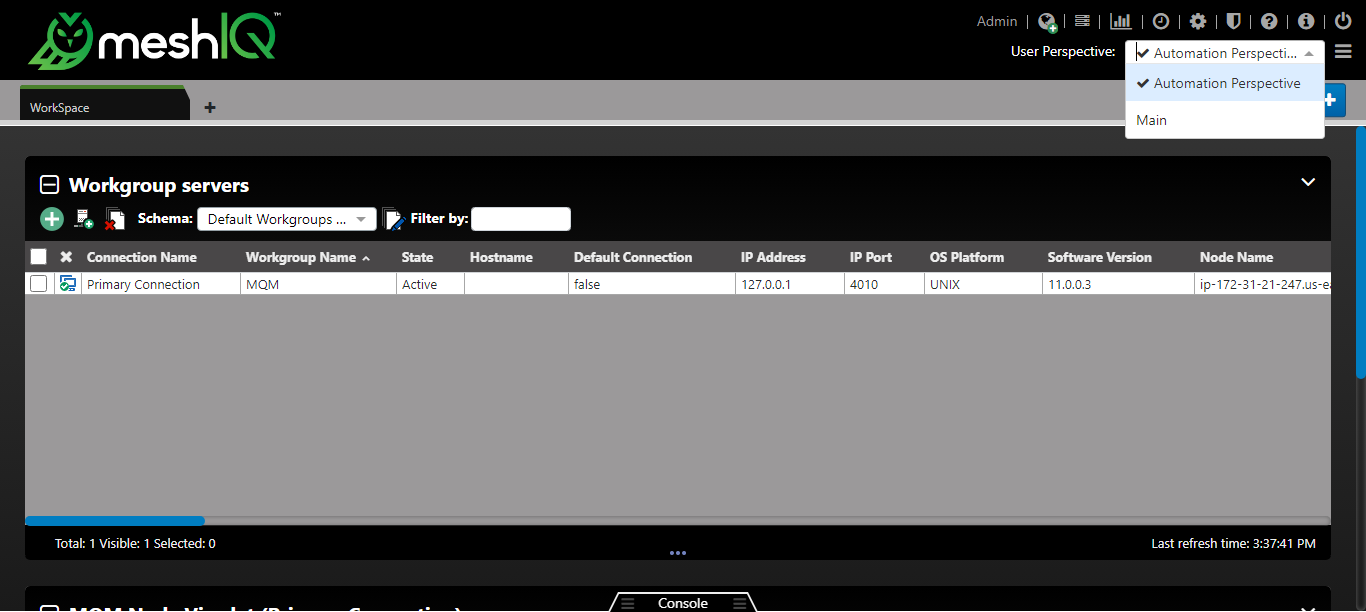 meshIQ™
Admin
User Perspective: Automation Perspecti...
Automation Perspective
Main
WorkSpace
Workgroup servers
Schema: Default Workgroups ... Filter by:
Connection Name Workgroup Name State Hostname Default Connection IP Address IP Port OS Platform Software Version Node Name
Primary Connection MQM Active false 127.0.0.1 4010 UNIX 11.0.0.3 ip-172-31-21-247.us-ea
Total: 1 Visible: 1 Selected: 0
Last refresh time: 3:37:41 PM
MQM Node Viewlet (Primary Connection)
Console